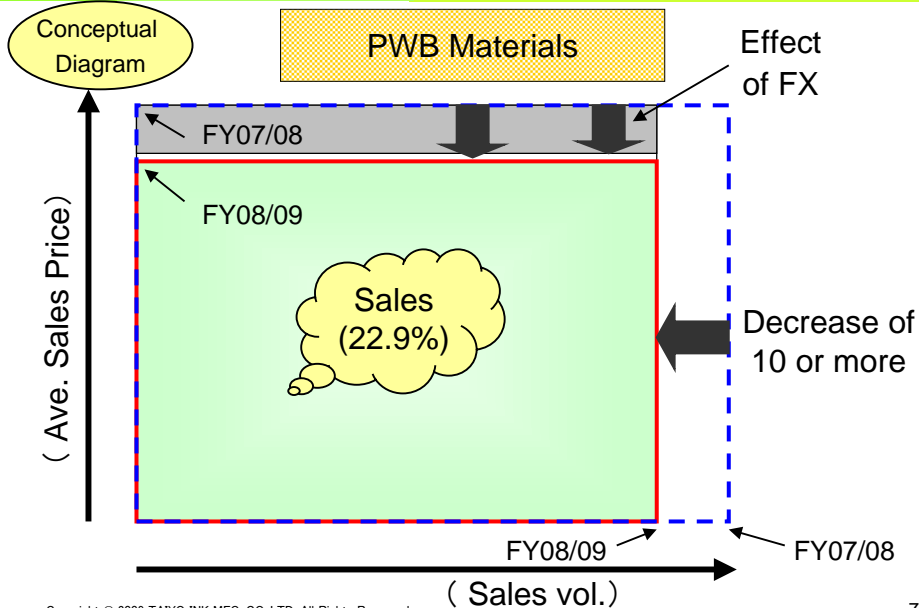 Conceptual
Diagram
PWB Materials
Effect
of FX
FY07/08
FY08/09
( Ave. Sales Price)
Sales
(22.9%)
Decrease of
10 or more
FY08/09
FY07/08
( Sales vol.)